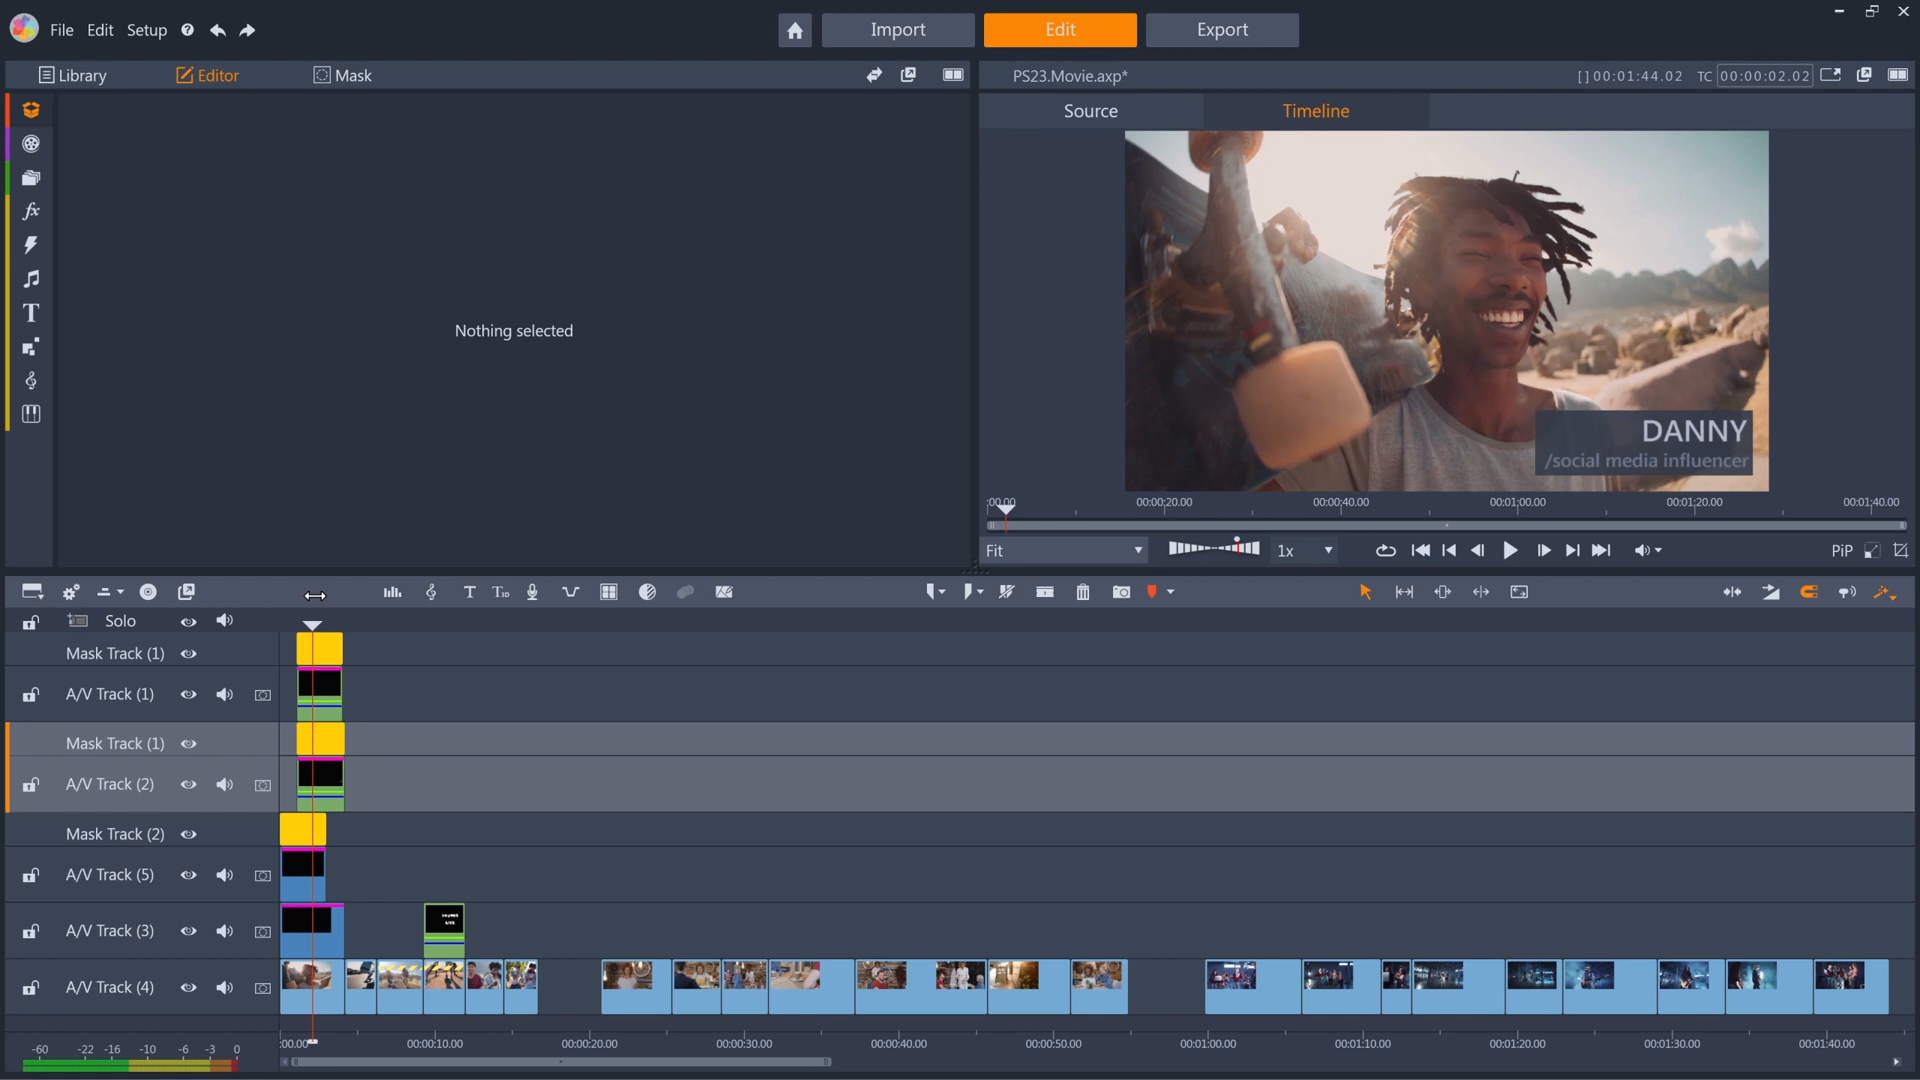 File Edit Setup
Import Edit Export
Library Editor Mask
PS23.Movie.axp* [ ] 00:01:44.02 TC 00:00:02.02
Source Timeline
Nothing selected
DANNY
/social media influencer
:00.00 00:00:20.00 00:00:40.00 00:01:00.00 00:01:20.00 00:01:40.00
Fit 1x PiP
Solo
Mask Track (1)
A/V Track (1)
Mask Track (1)
A/V Track (2)
Mask Track (2)
A/V Track (5)
A/V Track (3)
A/V Track (4)
-60 -22 -16 -10 -6 -3 0
:00.00 00:00:10.00 00:00:20.00 00:00:30.00 00:00:40.00 00:00:50.00 00:01:00.00 00:01:10.00 00:01:20.00 00:01:30.00 00:01:40.00